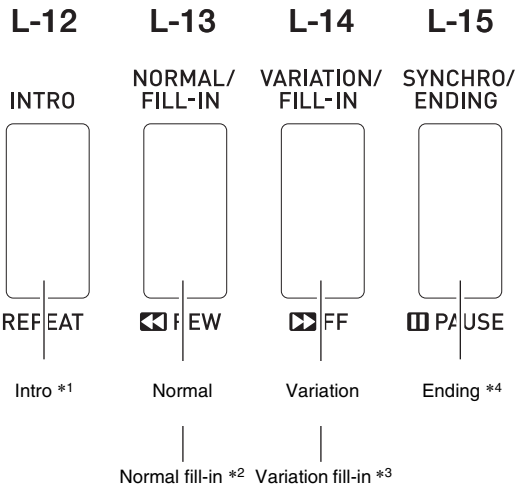 L-12 L-13 L-14 L-15
INTRO NORMAL/ FILL-IN VARIATION/ FILL-IN SYNCHRO/ ENDING
REPEAT REW FF PAUSE
Intro *1 Normal Variation Ending *4
Normal fill-in *2 Variation fill-in *3